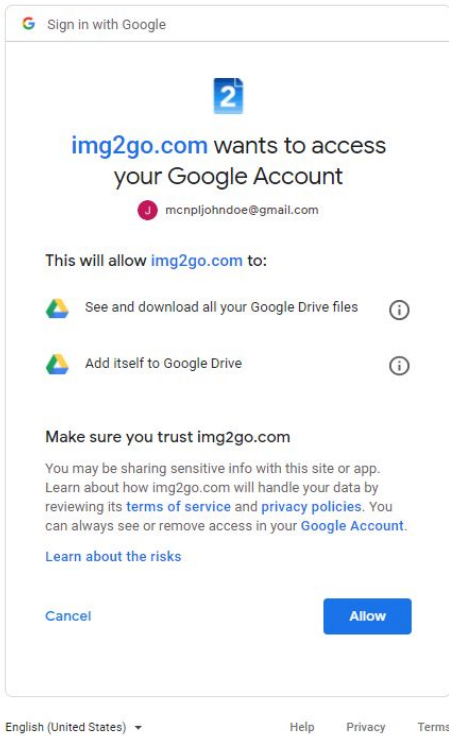 Sign in with Google
2
img2go.com wants to access
your Google Account
J mcnpljohndoe@gmail.com
This will allow img2go.com to:
See and download all your Google Drive files
Add itself to Google Drive
Make sure you trust img2go.com
You may be sharing sensitive info with this site or app.
Learn about how img2go.com will handle your data by
reviewing its terms of service and privacy policies. You
can always see or remove access in your Google Account.
Learn about the risks
Cancel Allow
English (United States) Help Privacy Terms